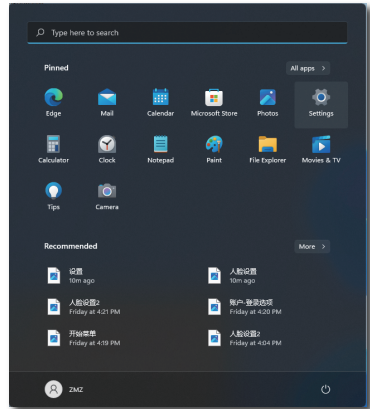 Type here to search
Pinned
All apps >
Edge
Mail
Calendar
Microsoft Store
Photos
Settings
Calculator
Clock
Notepad
Paint
File Explorer
Movies & TV
Tips
Camera
Recommended
More >
设置
10m ago
人脸设置
10m ago
人脸设置2
Friday at 4:21 PM
账户-登录选项
Friday at 4:20 PM
开始菜单
Friday at 4:19 PM
人脸设置2
Friday at 4:04 PM
ZMZ